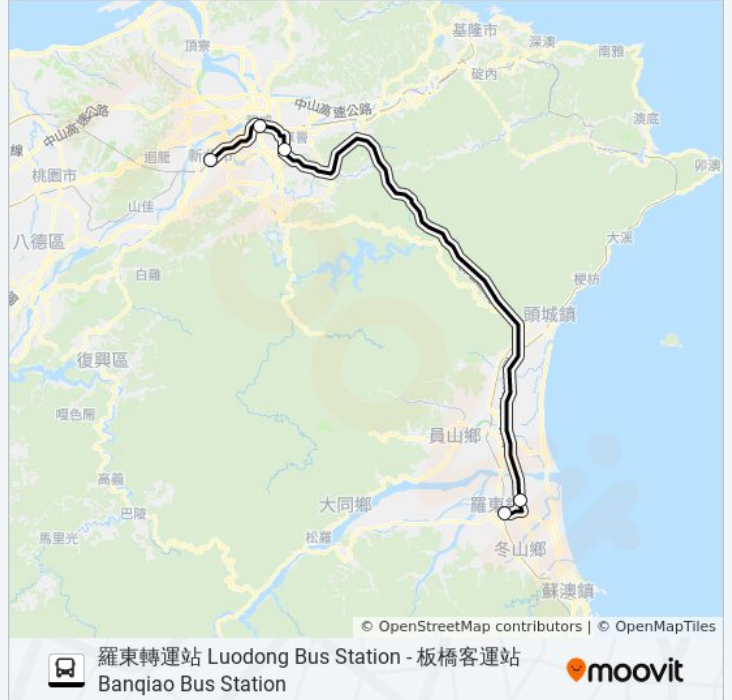 頂寮
基隆市
深澳
南雅
碇內
中山高速公路
中山高速公路
澳底
線
迴龍
卯澳
桃園市
山佳
八德區
大溪
白雞
梗枋
頭城鎮
復興區
嘎色鬧
員山鄉
高義
大同鄉
巴陵
松羅
馬里光
冬山鄉
蘇澳鎮
© OpenStreetMap contributors | © OpenMapTiles
羅東轉運站 Luodong Bus Station - 板橋客運站
Banqiao Bus Station
moovit